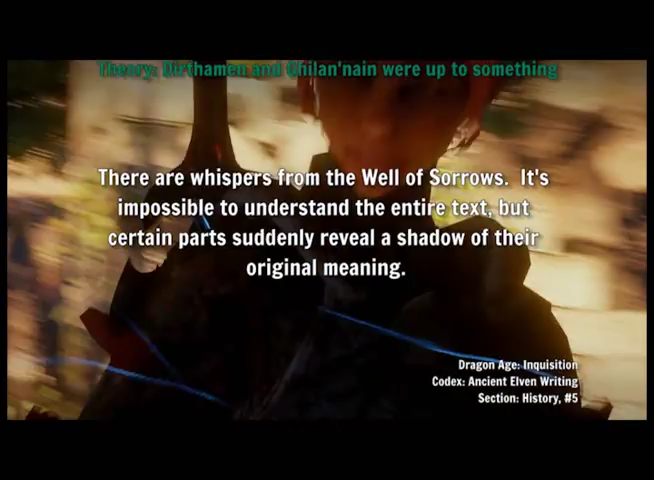 Theory: Dirthamen and Ghilan'nain were up to something
There are whispers from the Well of Sorrows.  It's
impossible to understand the entire text, but
certain parts suddenly reveal a shadow of their
original meaning.
Dragon Age: Inquisition
Codex: Ancient Elven Writing
Section: History, #5